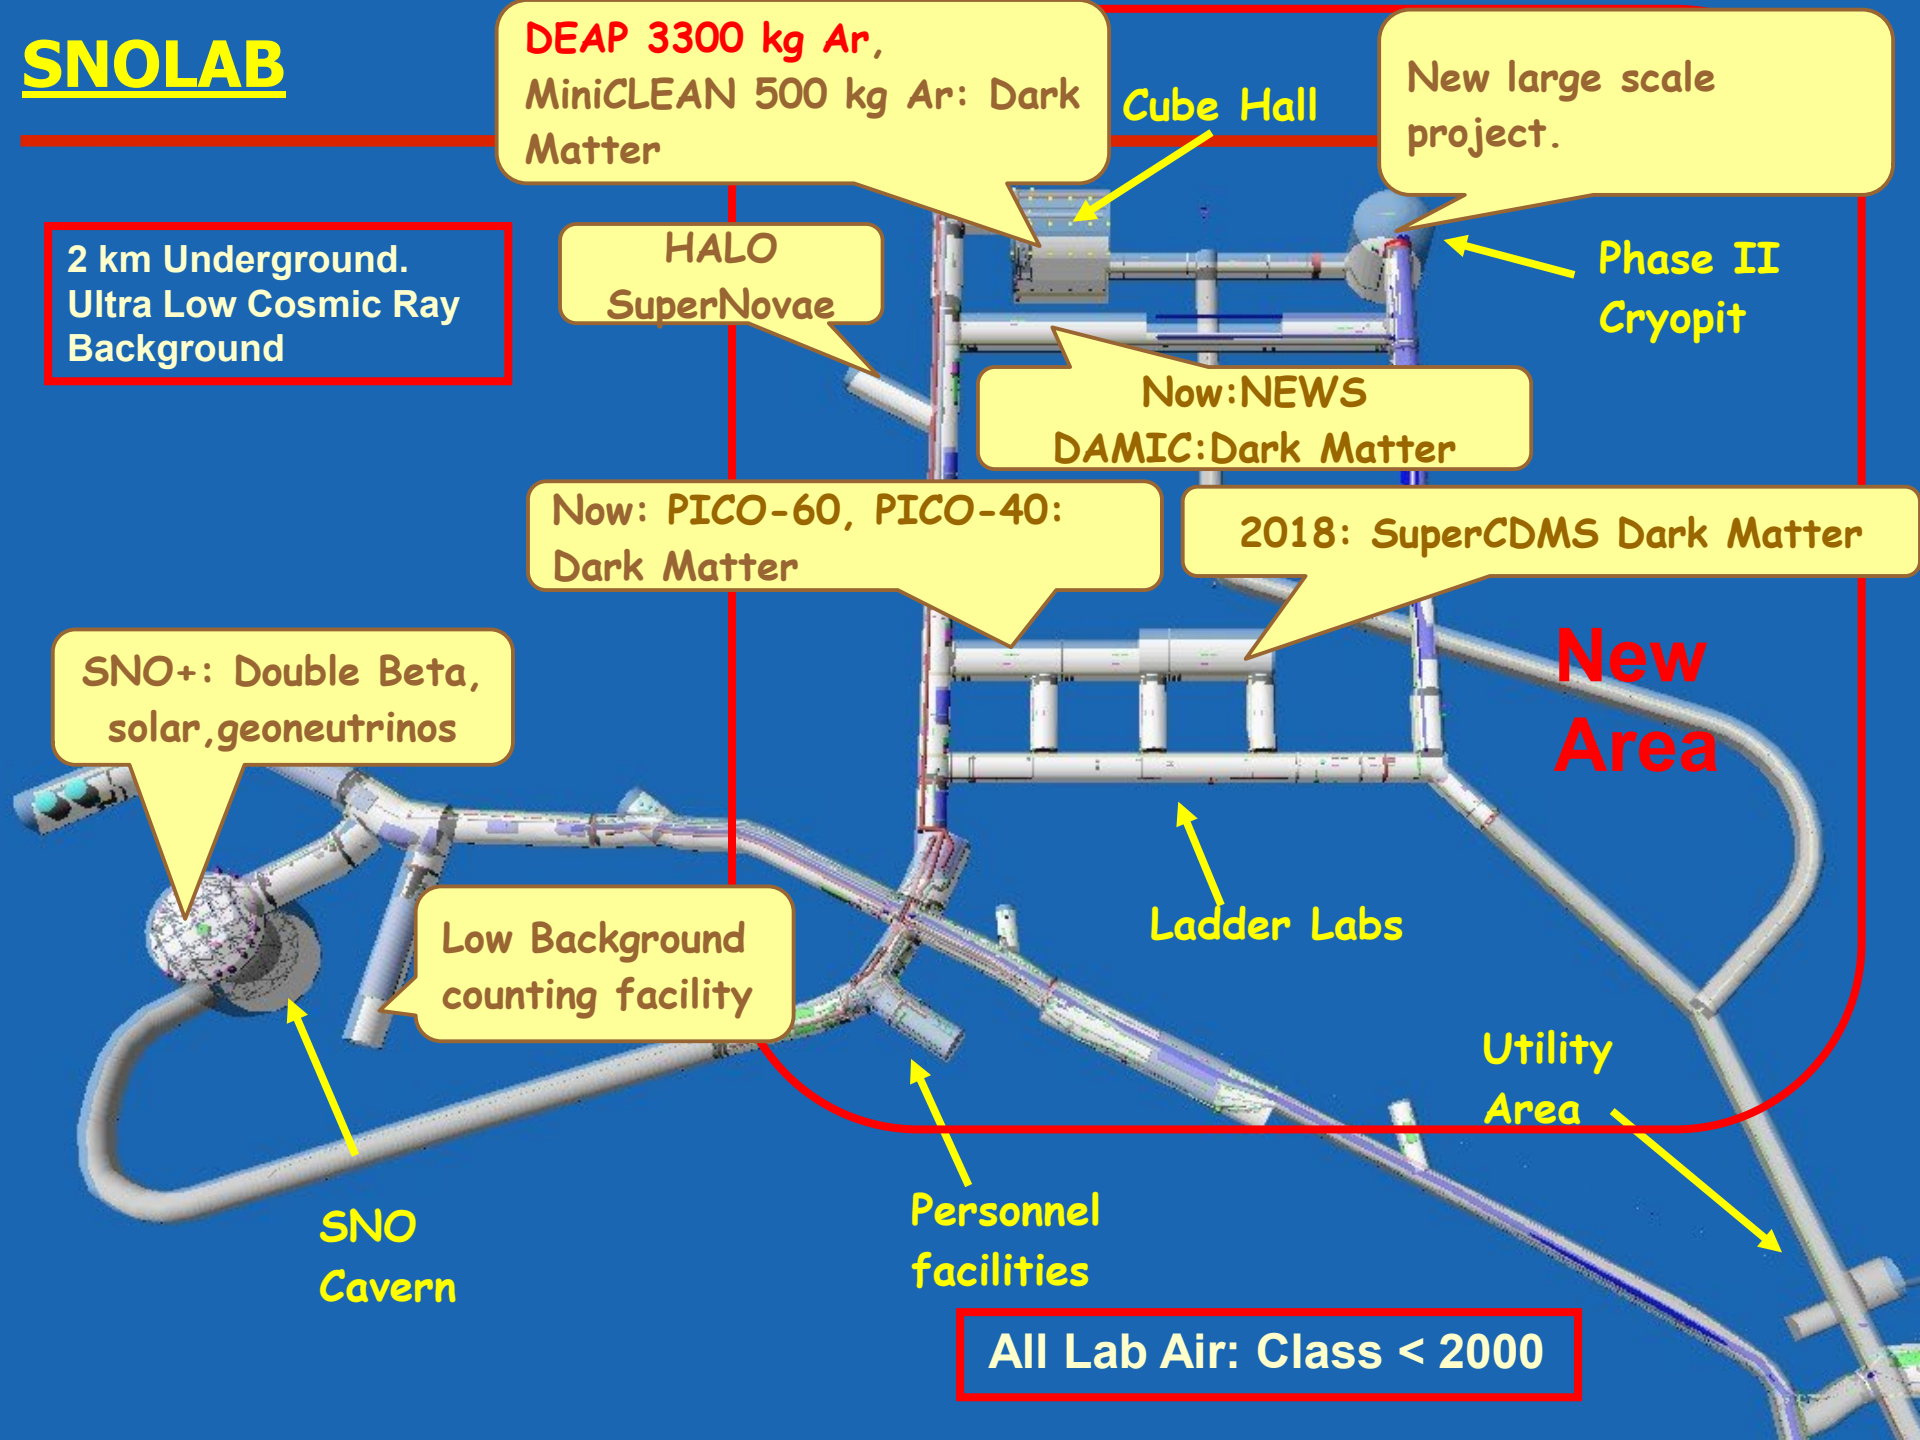 SNOLAB
DEAP 3300 kg Ar,
MiniCLEAN 500 kg Ar: Dark
Matter
Cube Hall
New large scale
project.
2 km Underground.
Ultra Low Cosmic Ray
Background
HALO
SuperNovae
Phase II
Cryopit
Now:NEWS
DAMIC:Dark Matter
Now: PICO-60, PICO-40:
Dark Matter
2018: SuperCDMS Dark Matter
New
Area
SNO+: Double Beta,
solar,geoneutrinos
Ladder Labs
Low Background
counting facility
Utility
Area
SNO
Cavern
Personnel
facilities
All Lab Air: Class < 2000